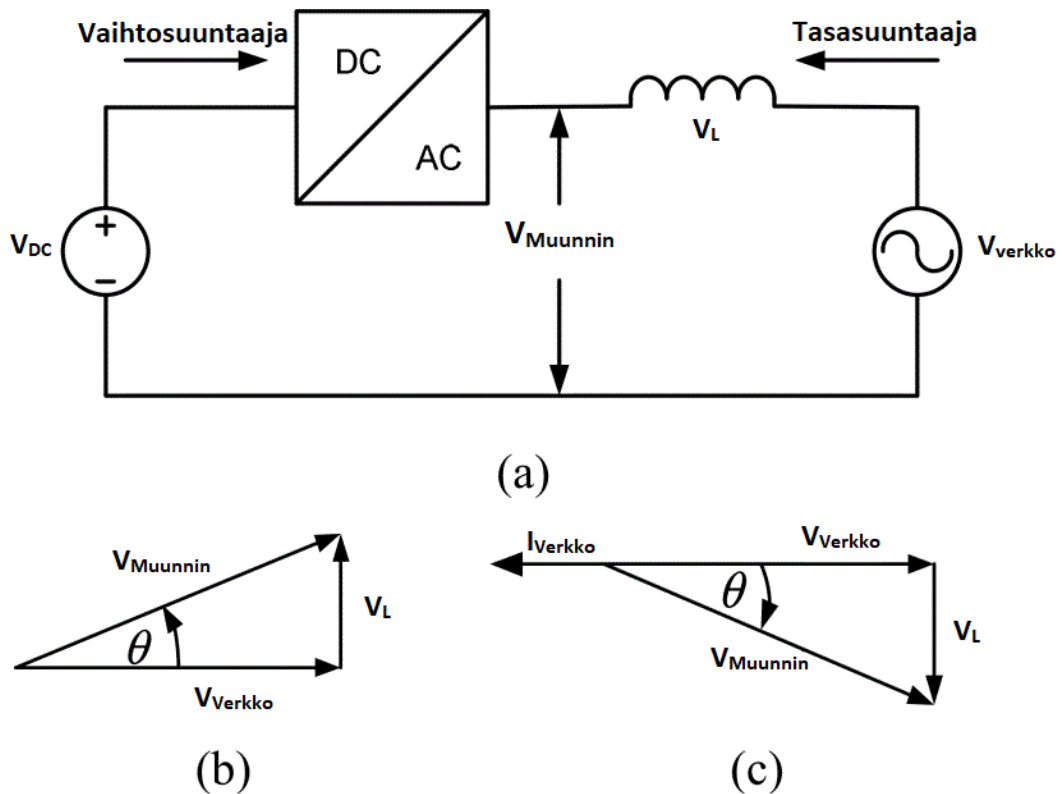 Vaihtosuuntaaja
Tasasuuntaaja
DC
AC
VL
VMuunnin
VDC
+
−
Vverkko
(a)
VMuunnin
θ
VL
VVerkko
(b)
IVerkko
VVerkko
θ
VL
VMuunnin
(c)